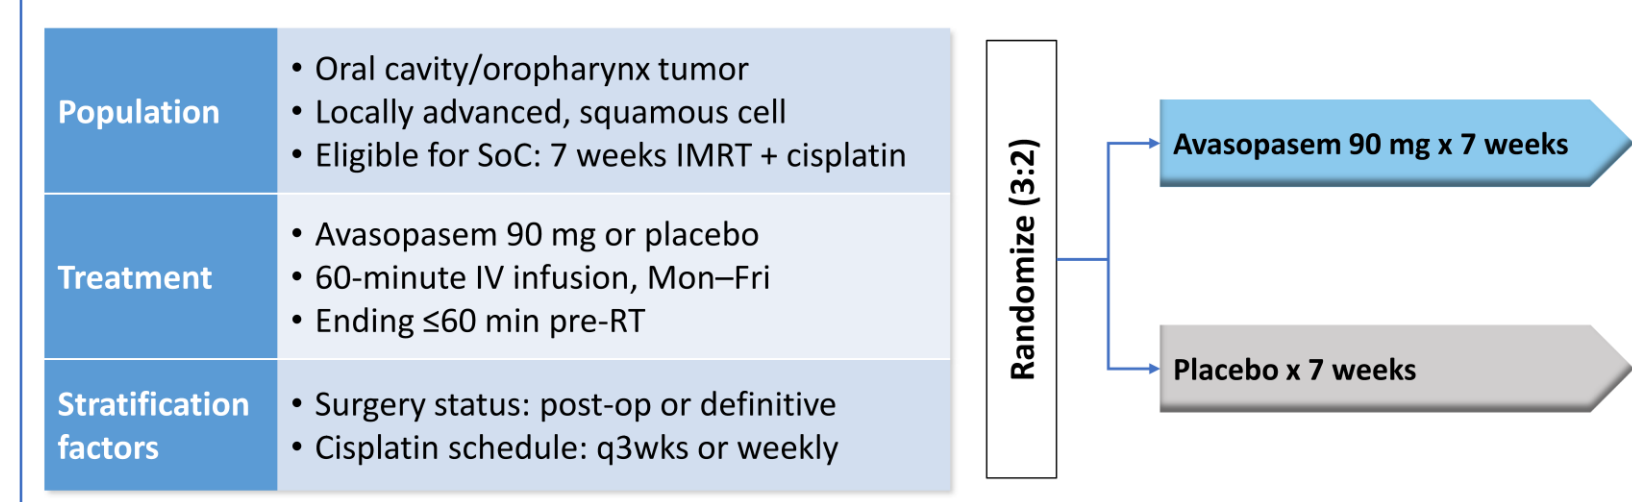 Population
• Oral cavity/oropharynx tumor
• Locally advanced, squamous cell
• Eligible for SoC: 7 weeks IMRT + cisplatin
Treatment
• Avasopasem 90 mg or placebo
• 60-minute IV infusion, Mon–Fri
• Ending ≤60 min pre-RT
Stratification
factors
• Surgery status: post-op or definitive
• Cisplatin schedule: q3wks or weekly
Randomize (3:2)
Avasopasem 90 mg x 7 weeks
Placebo x 7 weeks